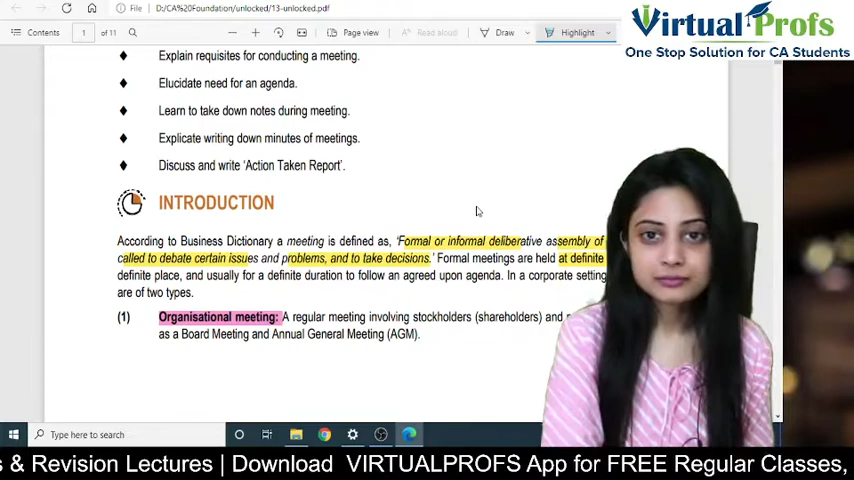 File
D:/CA%20Foundation/unlocked/13-unlocked.pdf
Virtual Profs
One Stop Solution for CA Students
Contents
1
of 11
Page view
Read aloud
Draw
Highlight
♦ Explain requisites for conducting a meeting.
♦ Elucidate need for an agenda.
♦ Learn to take down notes during meeting.
♦ Explicate writing down minutes of meetings.
♦ Discuss and write 'Action Taken Report'.
INTRODUCTION
According to Business Dictionary a meeting is defined as, 'Formal or informal deliberative assembly of
called to debate certain issues and problems, and to take decisions.' Formal meetings are held at definite
definite place, and usually for a definite duration to follow an agreed upon agenda. In a corporate setting
are of two types.
(1) Organisational meeting: A regular meeting involving stockholders (shareholders) and
as a Board Meeting and Annual General Meeting (AGM).
Type here to search
s & Revision Lectures | Download VIRTUALPROFS App for FREE Regular Classes,